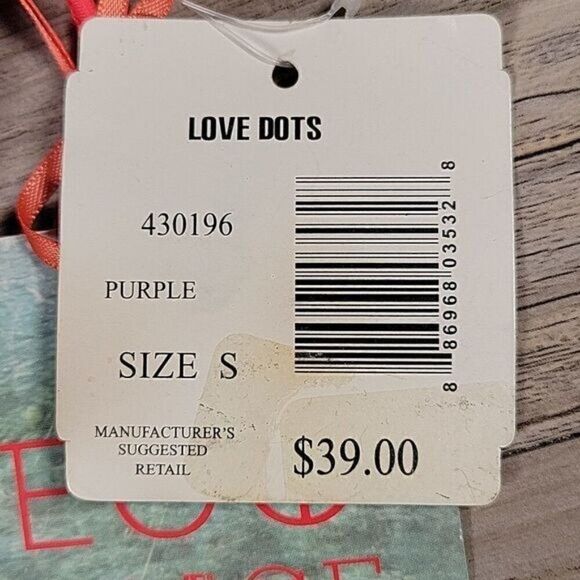 LOVE DOTS
430196
PURPLE
SIZE S
MANUFACTURER'S
SUGGESTED
RETAIL
$39.00
8 86968 03532 8